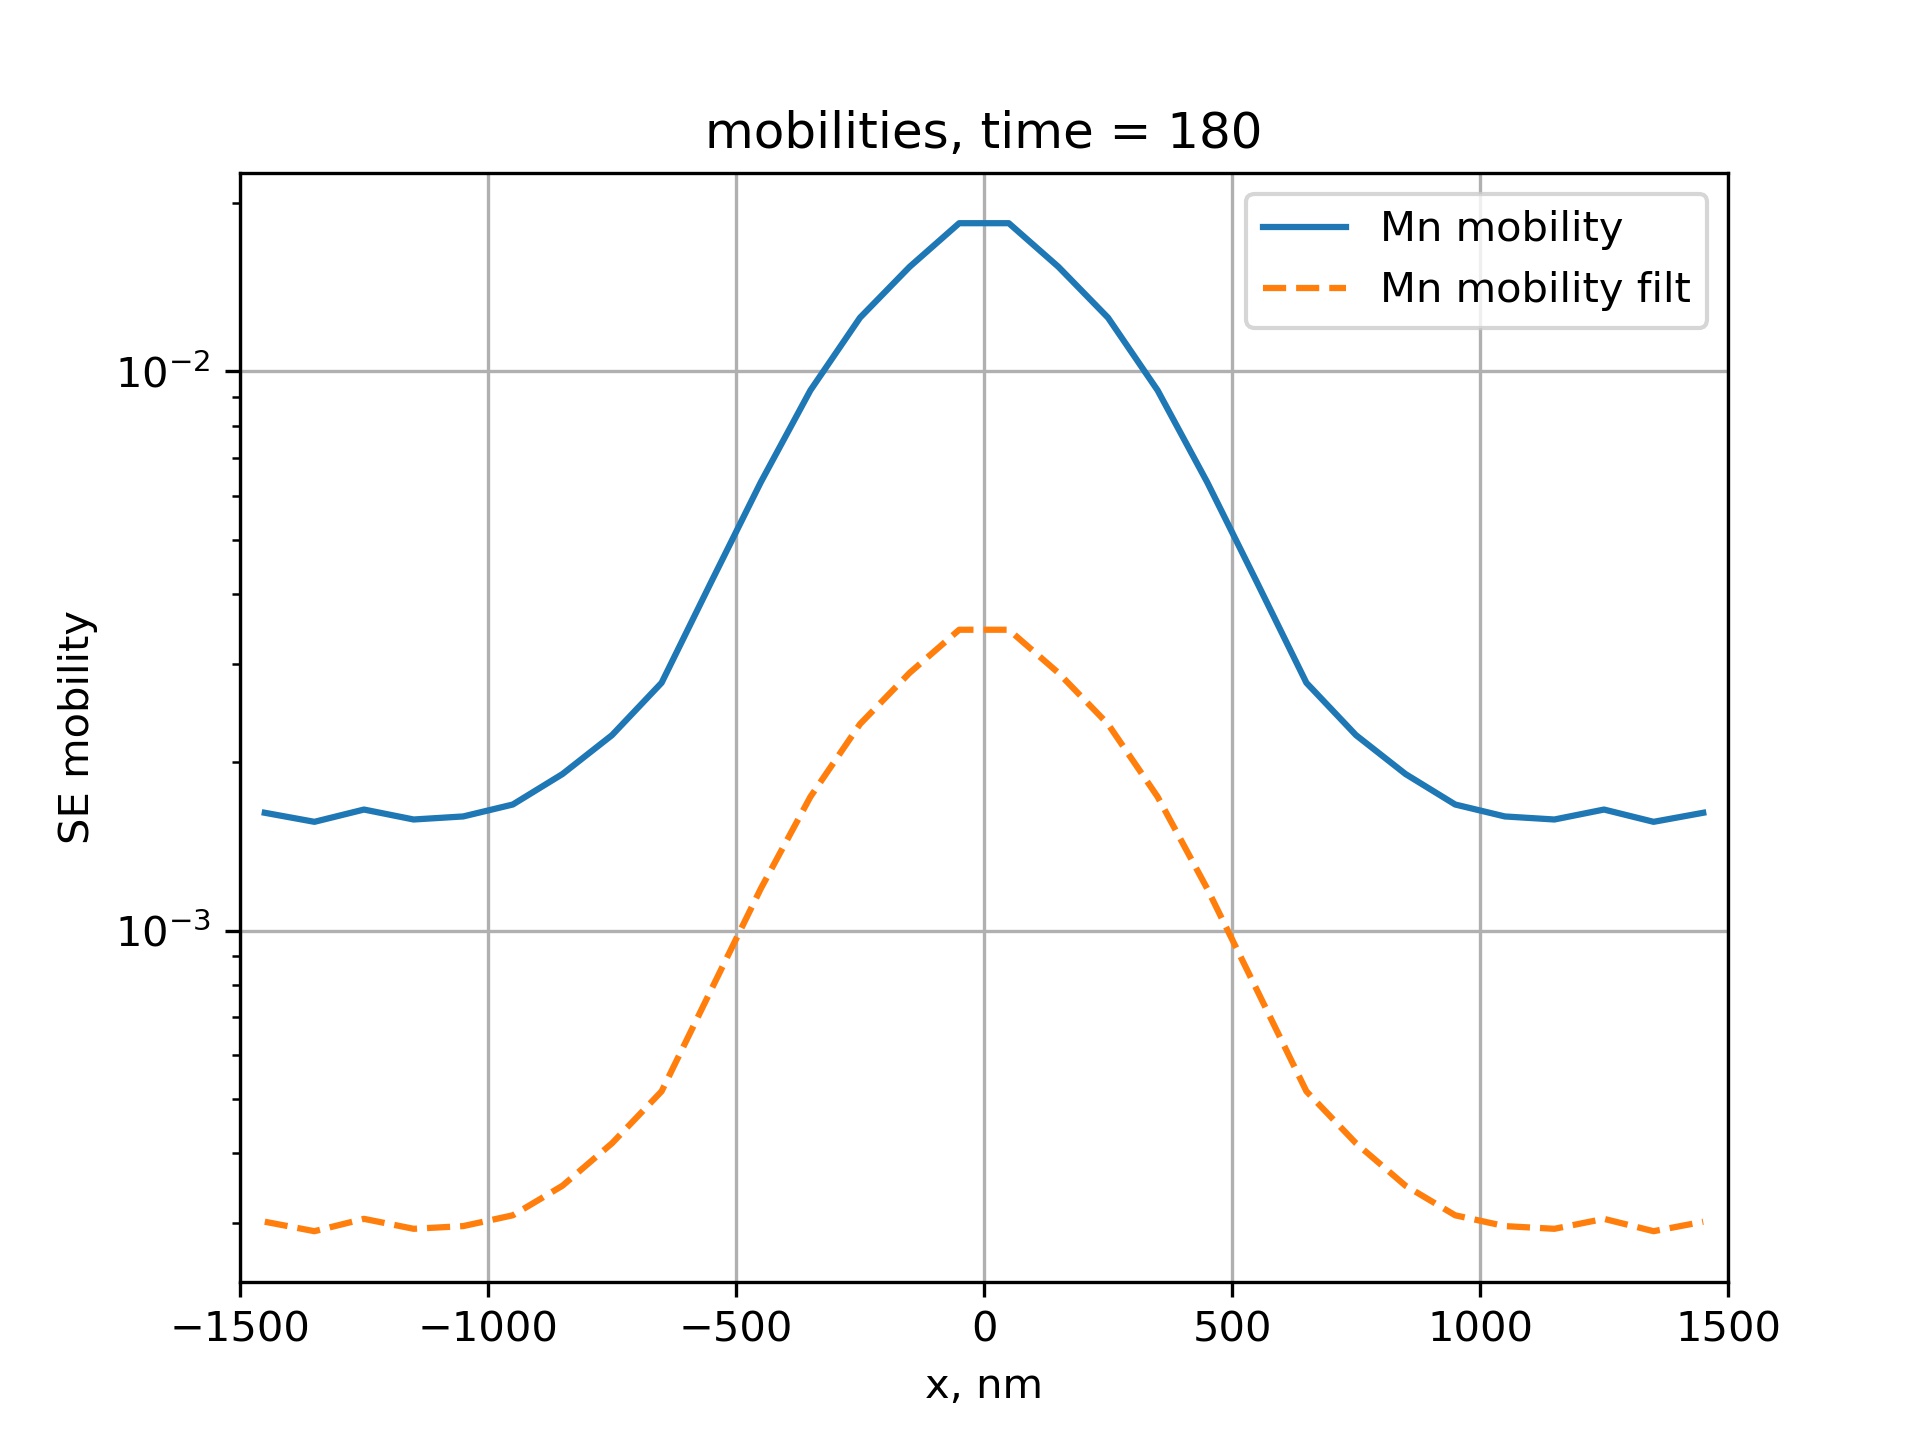 mobilities, time = 180
Mn mobility
Mn mobility filt
10⁻²
10⁻³
SE mobility
−1500
−1000
−500
0
500
1000
1500
x, nm